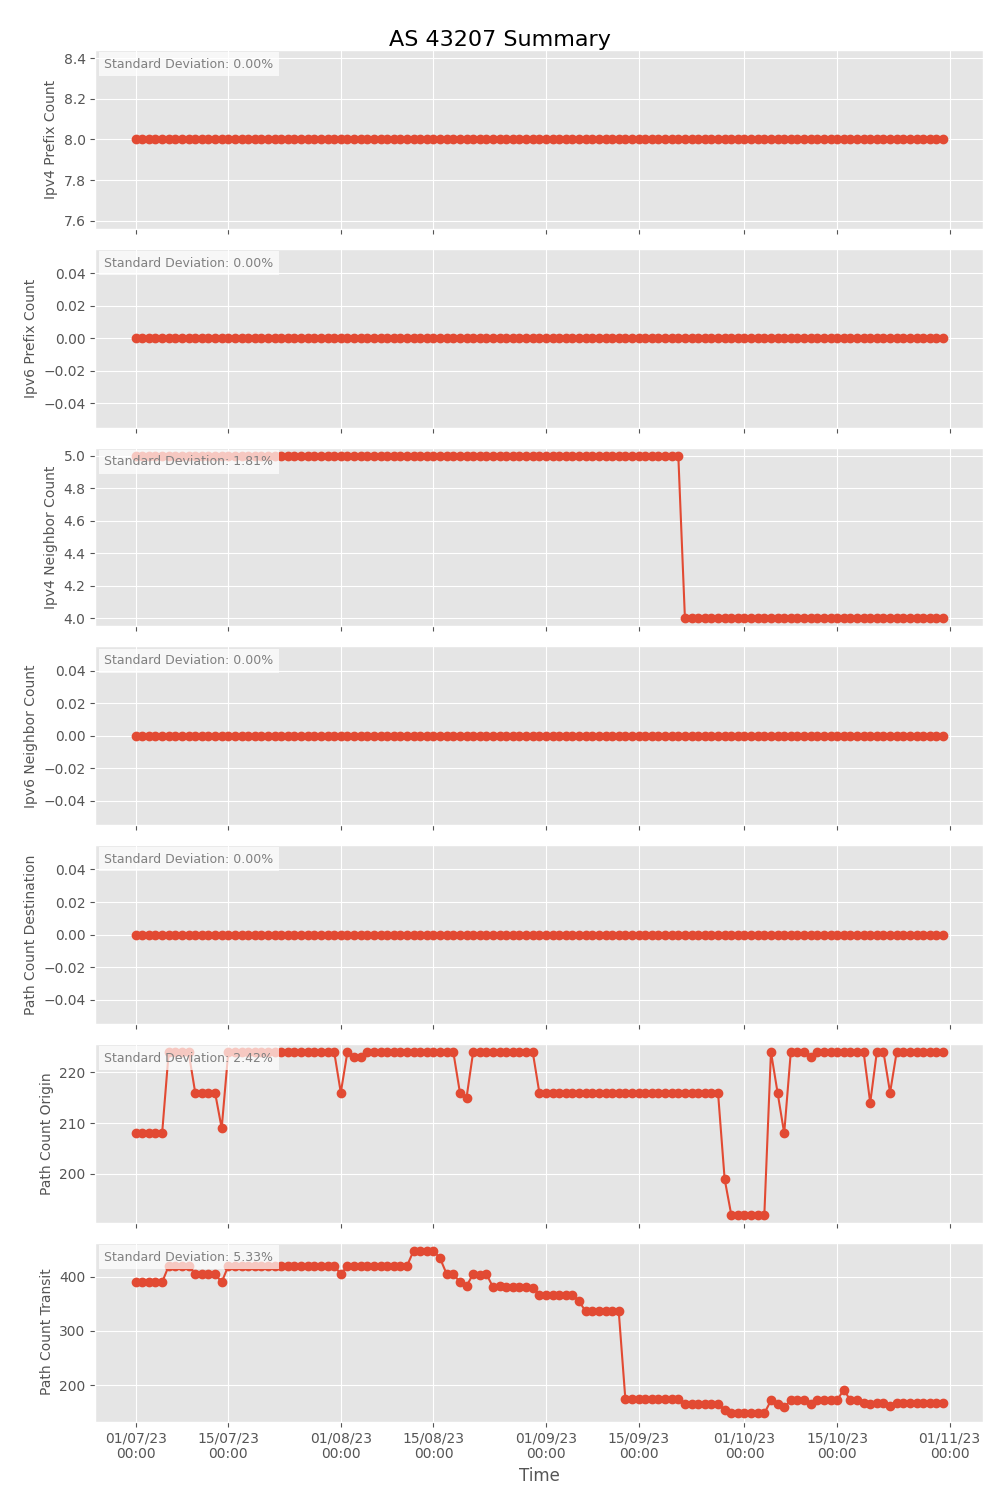 AS 43207 Summary
Standard Deviation: 0.00%
Ipv4 Prefix Count
8.4
8.2
8.0
7.8
7.6
Standard Deviation: 0.00%
Ipv6 Prefix Count
0.04
0.02
0.00
−0.02
−0.04
Standard Deviation: 1.81%
Ipv4 Neighbor Count
5.0
4.8
4.6
4.4
4.2
4.0
Standard Deviation: 0.00%
Ipv6 Neighbor Count
0.04
0.02
0.00
−0.02
−0.04
Standard Deviation: 0.00%
Path Count Destination
0.04
0.02
0.00
−0.02
−0.04
Standard Deviation: 2.42%
Path Count Origin
220
210
200
Standard Deviation: 5.33%
Path Count Transit
400
300
200
01/07/23 15/07/23 01/08/23 15/08/23 01/09/23 15/09/23 01/10/23 15/10/23 01/11/23
00:00 00:00 00:00 00:00 00:00 00:00 00:00 00:00 00:00
Time